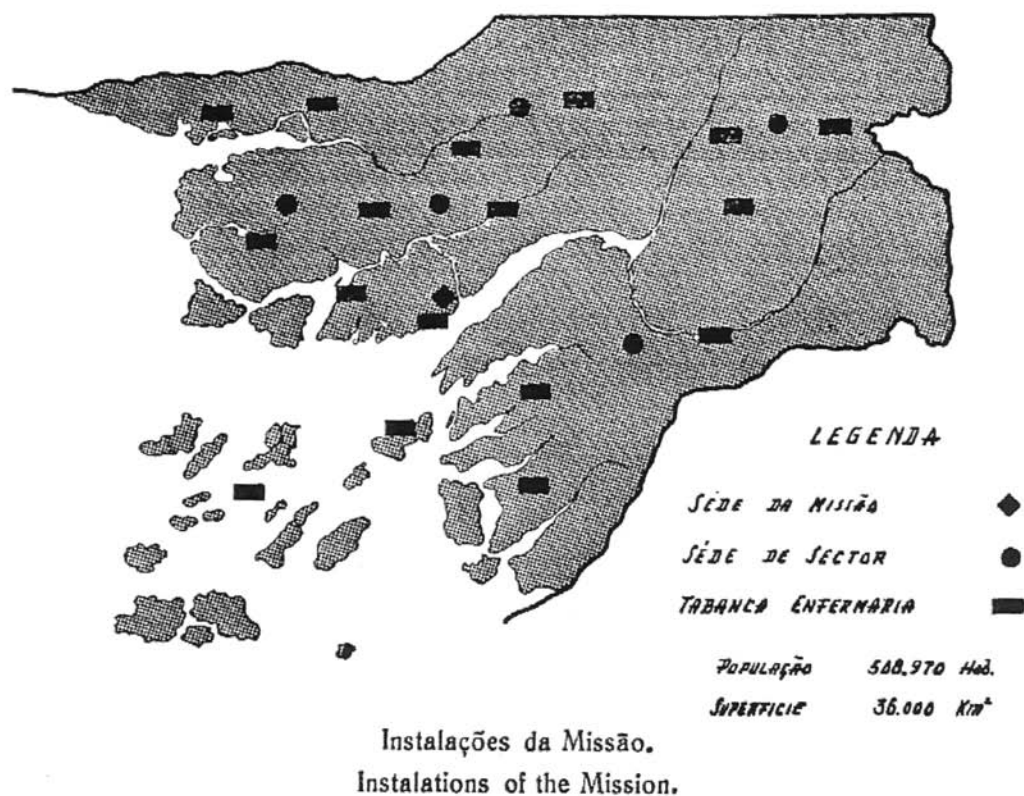 LEGENDA
SÉDE DA MISSÃO
SÉDE DE SECTOR
TABANCA ENFERMARIA
POPULAÇÃO 508.970 Hab.
SUPERFICIE 36.000 Km²
Instalações da Missão.
Instalations of the Mission.